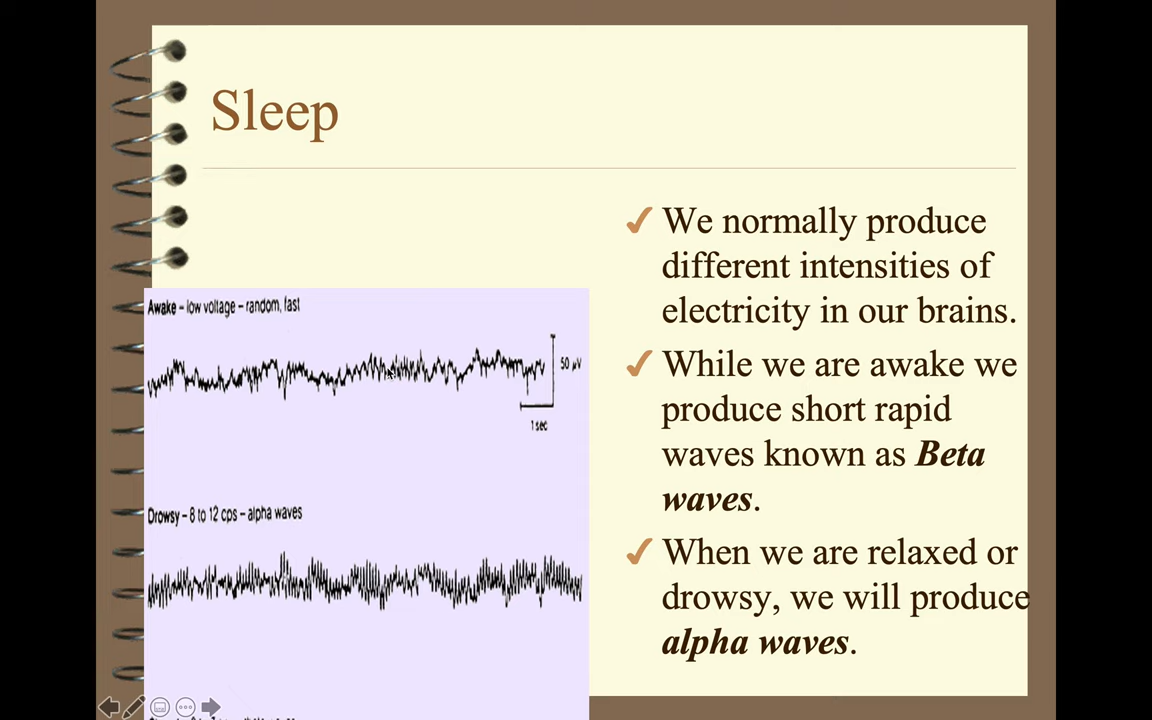 Sleep
Awake – low voltage – random, fast
50 μV
1 sec
Drowsy – 8 to 12 cps – alpha waves
We normally produce
different intensities of
electricity in our brains.
While we are awake we
produce short rapid
waves known as Beta
waves.
When we are relaxed or
drowsy, we will produce
alpha waves.